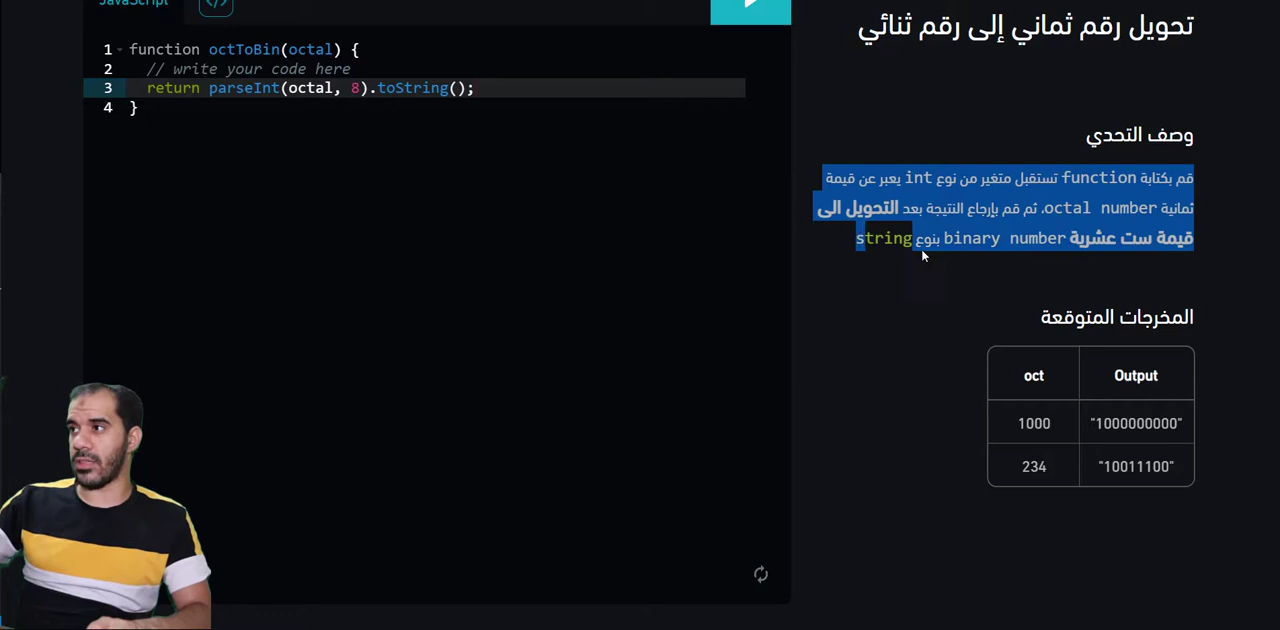 JavaScript
</>
1 function octToBin(octal) {
2 // write your code here
3 return parseInt(octal, 8).toString();
4 }
تحويل رقم ثماني إلى رقم ثنائي
وصف التحدي
قم بكتابة function تستقبل متغير من نوع int يعبر عن قيمة
ثمانية octal number. ثم قم بإرجاع النتيجة بعد التحويل الى
قيمة ست عشرية binary number بنوع string
المخرجات المتوقعة
oct Output
1000 "1000000000"
234 "10011100"